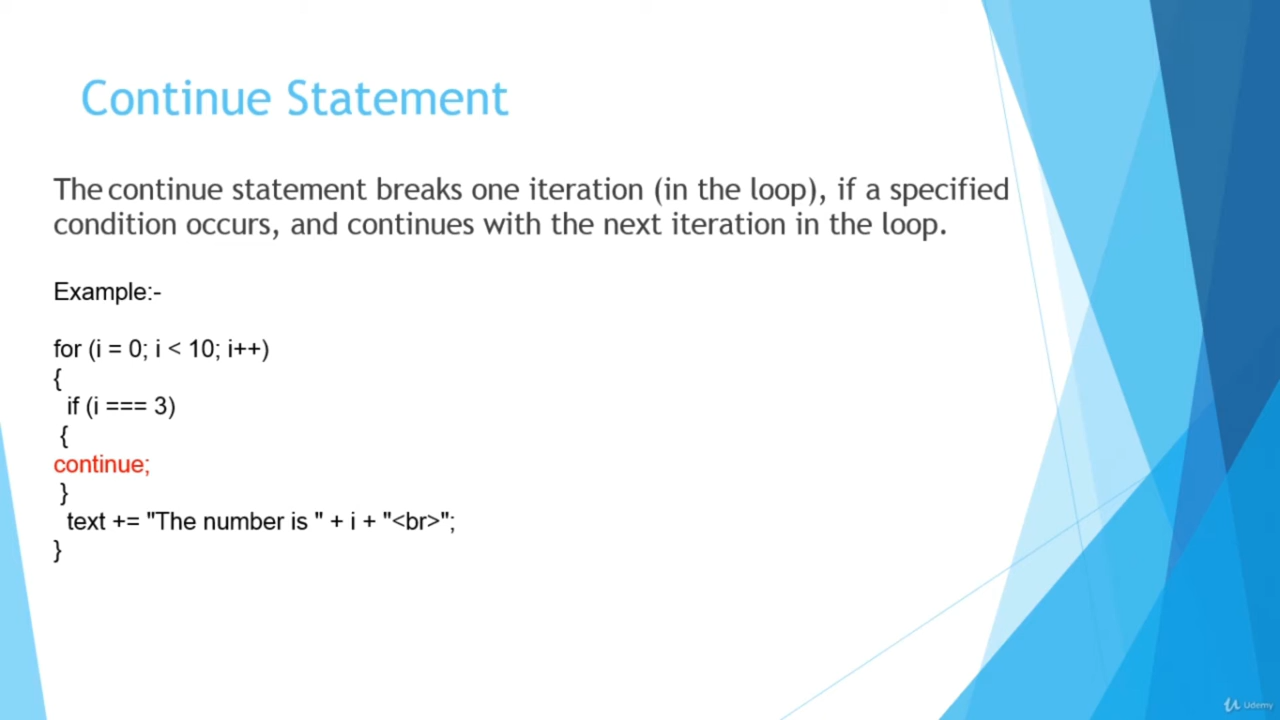 Continue Statement
The continue statement breaks one iteration (in the loop), if a specified
condition occurs, and continues with the next iteration in the loop.
Example:-
for (i = 0; i < 10; i++)
{
if (i === 3)
{
continue;
}
text += "The number is " + i + "<br>";
}
Udemy